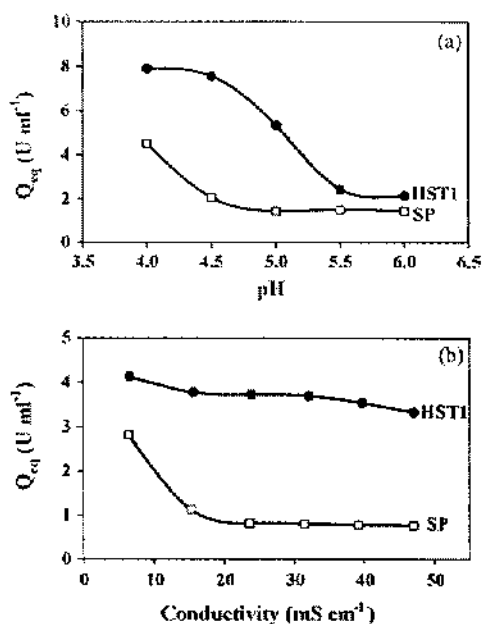 (a)
10
8
6
4
2
0
Q_eq (U ml⁻¹)
HST1
SP
3.5 4.0 4.5 5.0 5.5 6.0 6.5
pH
(b)
5
4
3
2
1
0
Q_eq (U ml⁻¹)
HST1
SP
0 10 20 30 40 50
Conductivity (mS cm⁻¹)